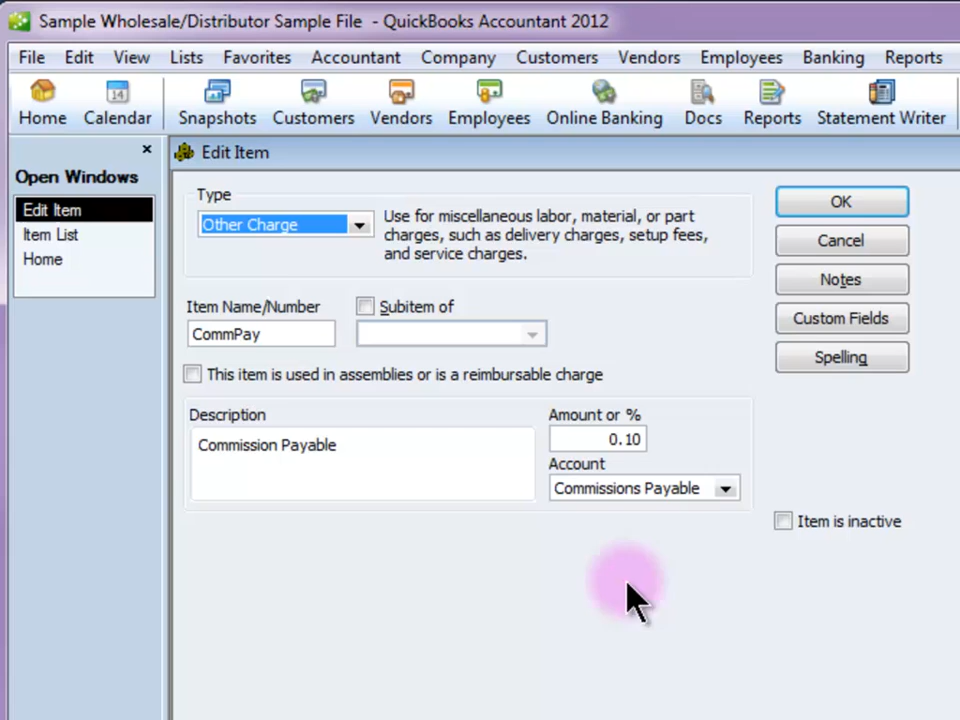 Sample Wholesale/Distributor Sample File - QuickBooks Accountant 2012
File Edit View Lists Favorites Accountant Company Customers Vendors Employees Banking Reports
14
Home Calendar Snapshots Customers Vendors Employees Online Banking Docs Reports Statement Writer
Open Windows
Edit Item
Item List
Home
Edit Item
Type
Other Charge
Use for miscellaneous labor, material, or part
charges, such as delivery charges, setup fees,
and service charges.
OK
Cancel
Notes
Custom Fields
Spelling
Item Name/Number
Subitem of
CommPay
This item is used in assemblies or is a reimbursable charge
Description
Commission Payable
Amount or %
0.10
Account
Commissions Payable
Item is inactive